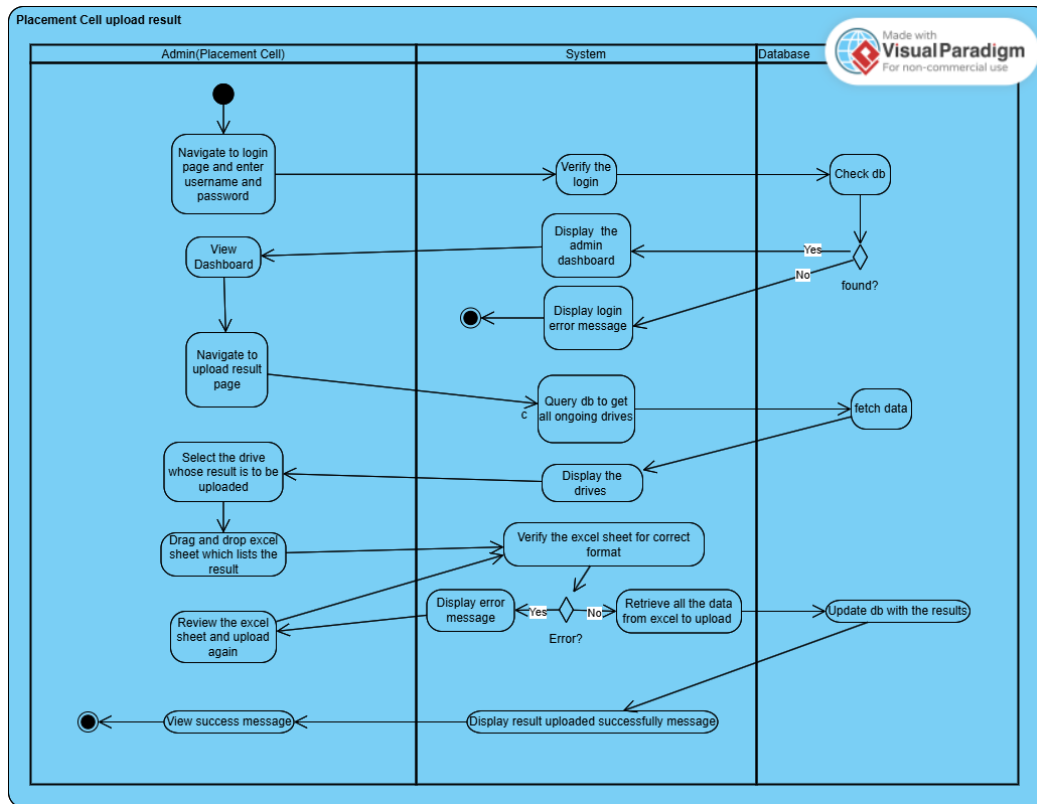 Placement Cell upload result
Made with
VisualParadigm
For non-commercial use
Admin(Placement Cell)
System
Database
Navigate to login
page and enter
username and
password
Verify the
login
Check db
View
Dashboard
Display the
admin
dashboard
Yes
No
found?
Display login
error message
Navigate to
upload result
page
c
Query db to get
all ongoing drives
fetch data
Select the drive
whose result is to be
uploaded
Display the
drives
Drag and drop excel
sheet which lists the
result
Verify the excel sheet for correct
format
Review the excel
sheet and upload
again
Display error
message
Yes
No
Error?
Retrieve all the data
from excel to upload
Update db with the results
View success message
Display result uploaded successfully message